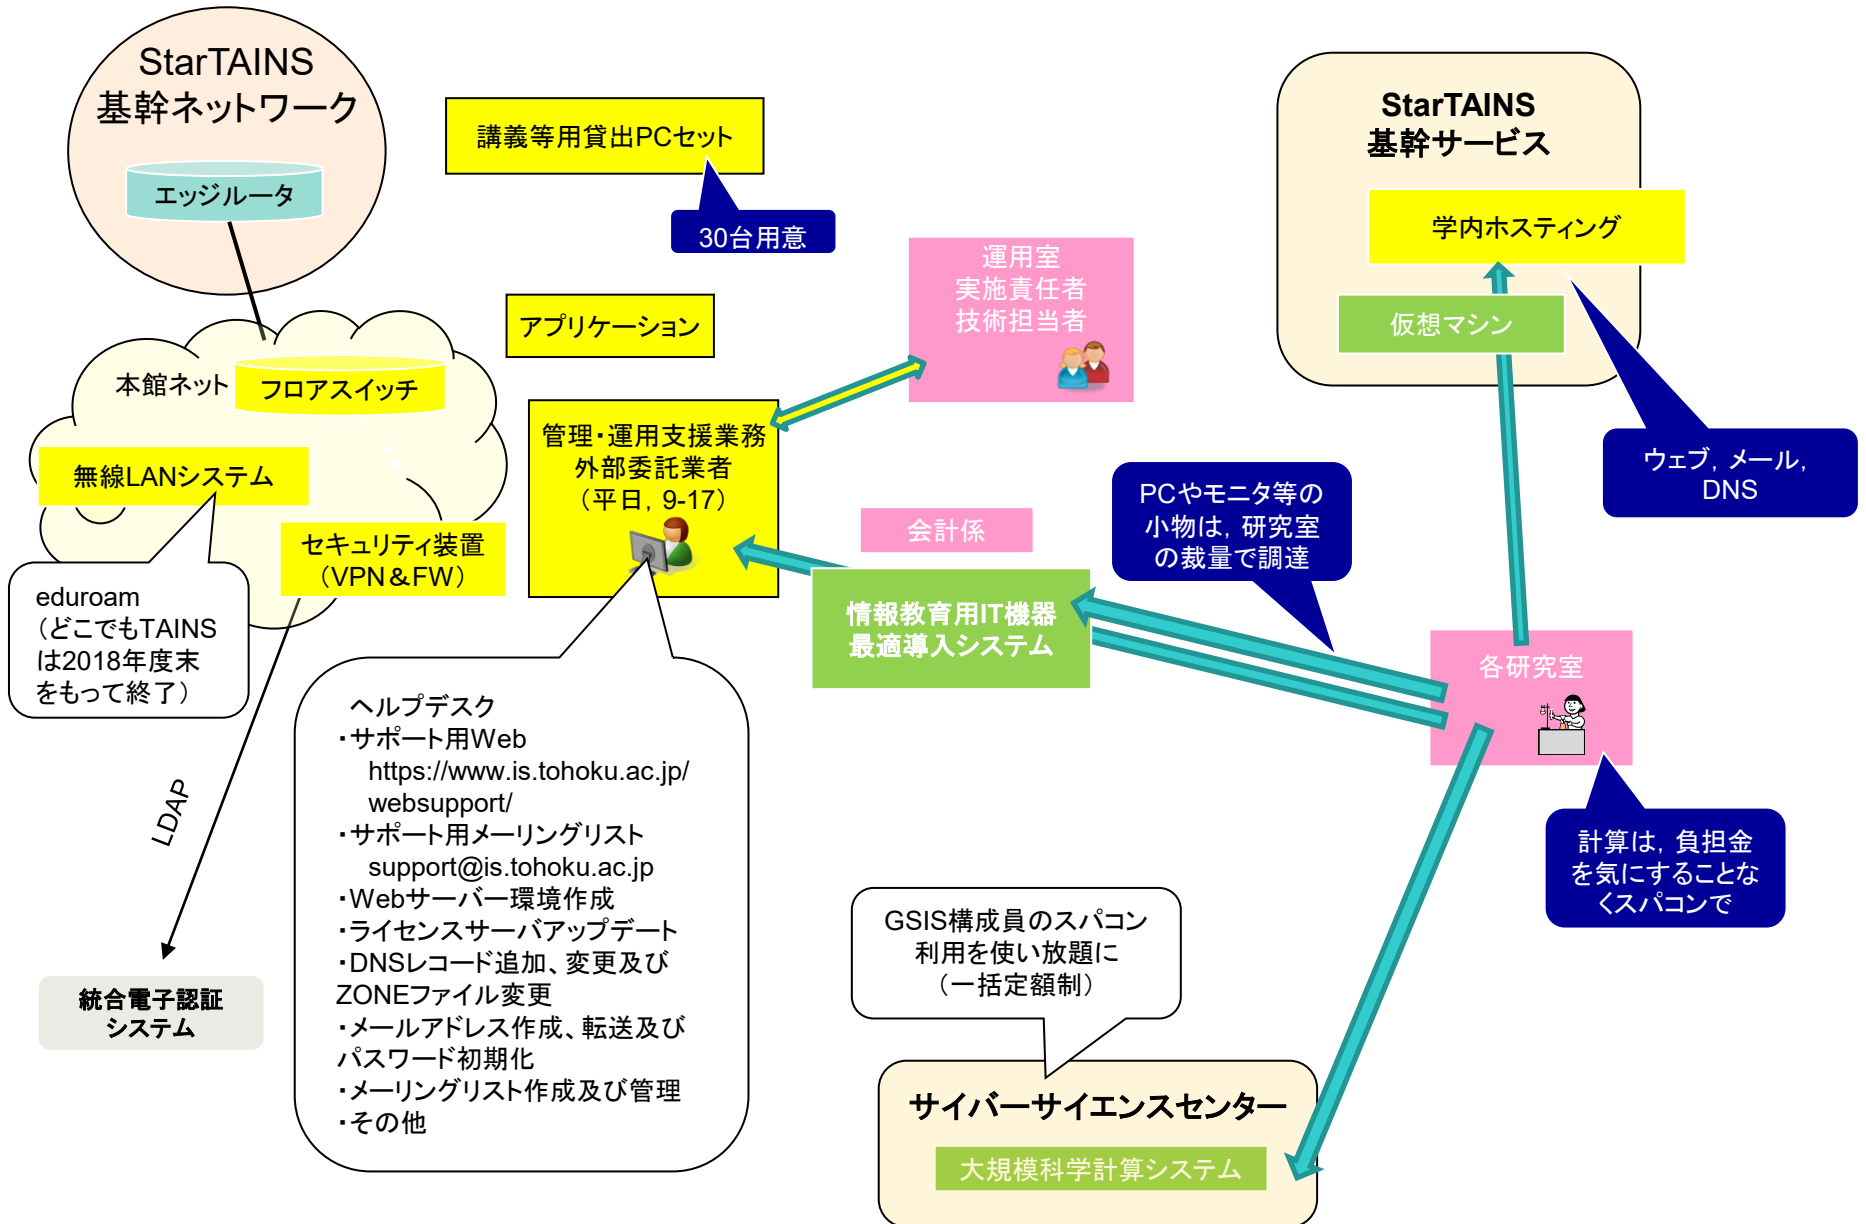 StarTAINS
基幹ネットワーク
エッジルータ
講義等用貸出PCセット
30台用意
StarTAINS
基幹サービス
学内ホスティング
仮想マシン
ウェブ，メール，
DNS
運用室
実施責任者
技術担当者
アプリケーション
本館ネット
フロアスイッチ
無線LANシステム
セキュリティ装置
（VPN＆FW）
eduroam
（どこでもTAINS
は2018年度末
をもって終了）
管理・運用支援業務
外部委託業者
（平日，9-17）
会計係
情報教育用IT機器
最適導入システム
PCやモニタ等の
小物は，研究室
の裁量で調達
各研究室
計算は，負担金
を気にすることな
くスパコンで
LDAP
統合電子認証
システム
ヘルプデスク
・サポート用Web
https://www.is.tohoku.ac.jp/
websupport/
・サポート用メーリングリスト
support@is.tohoku.ac.jp
・Webサーバー環境作成
・ライセンスサーバアップデート
・DNSレコード追加、変更及び
ZONEファイル変更
・メールアドレス作成、転送及び
パスワード初期化
・メーリングリスト作成及び管理
・その他
GSIS構成員のスパコン
利用を使い放題に
（一括定額制）
サイバーサイエンスセンター
大規模科学計算システム